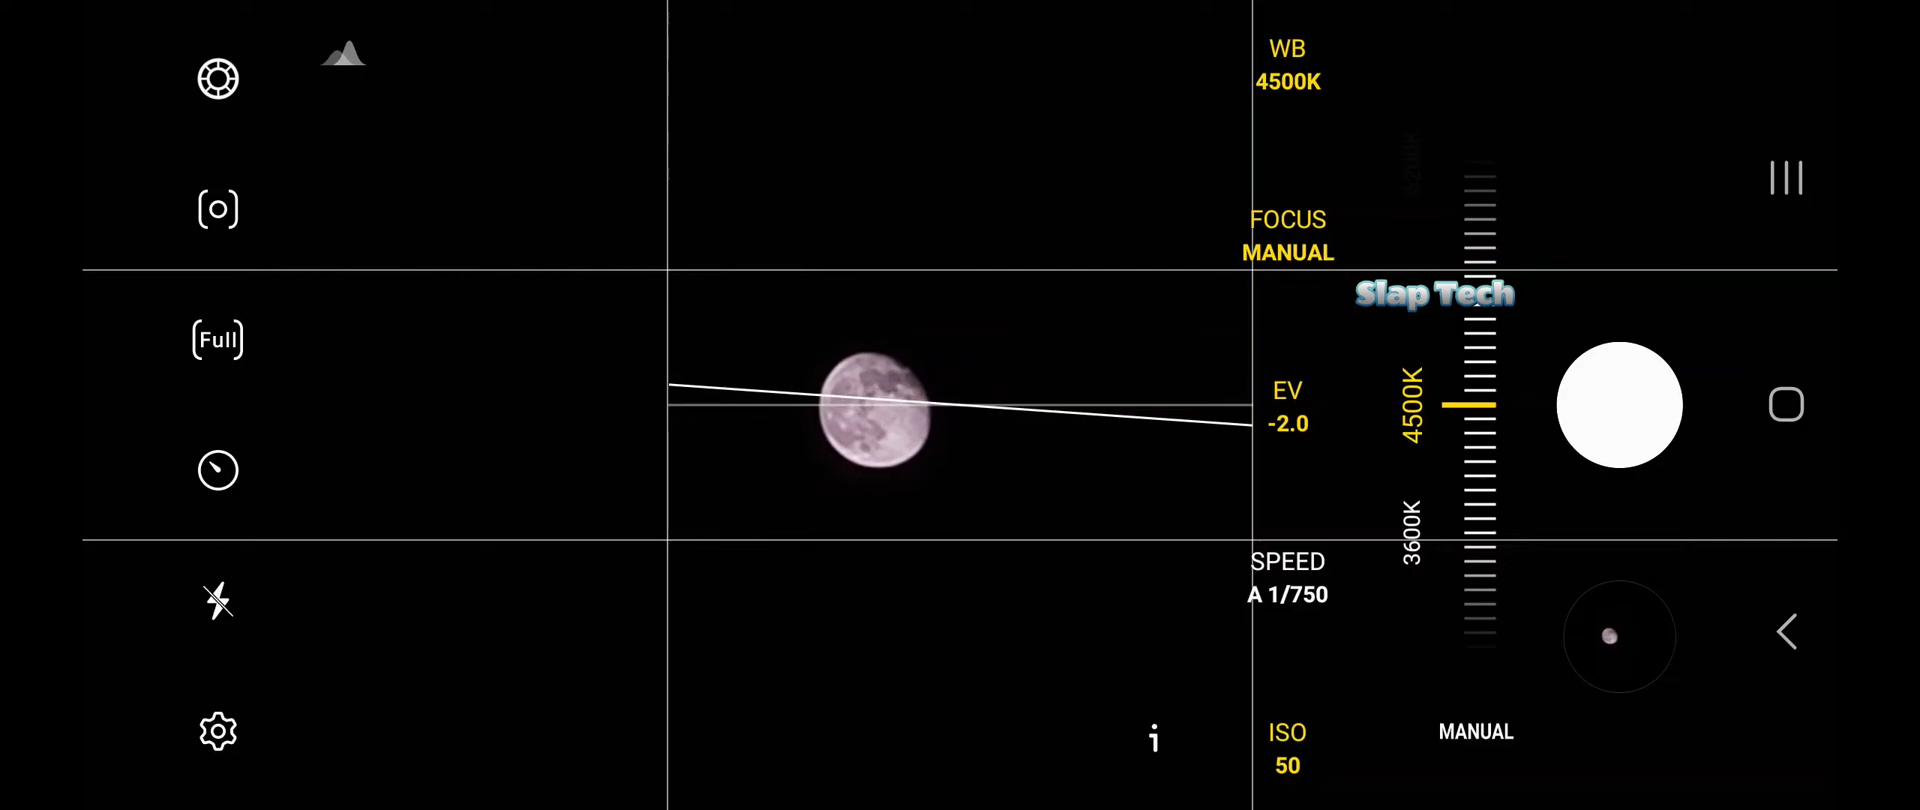 WB
4500K
FOCUS
MANUAL
Slap Tech
[Full]
EV
-2.0
4500K
3600K
SPEED
A 1/750
ISO
50
MANUAL